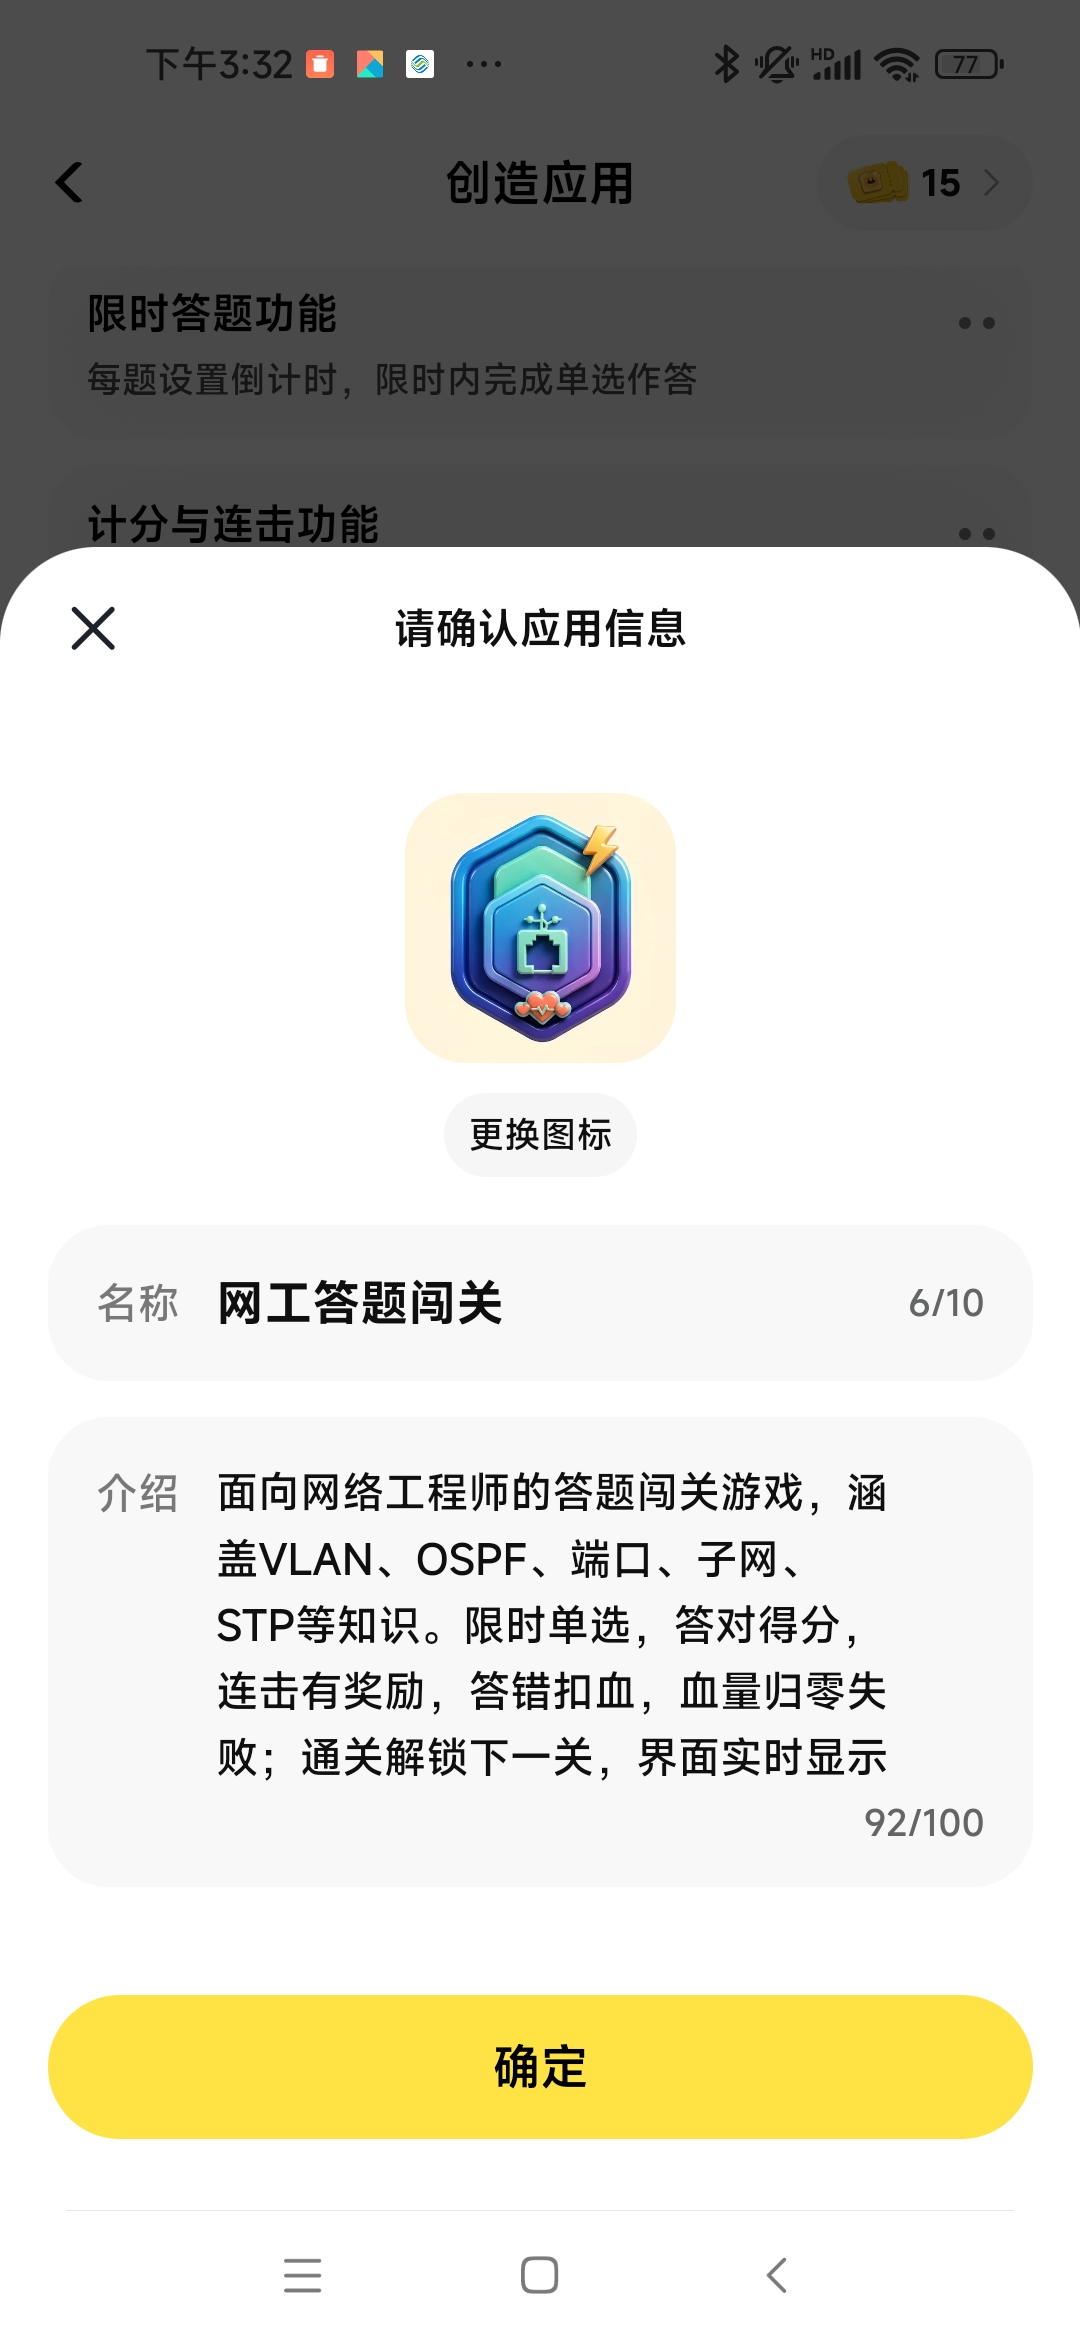 下午3:32
HD
77
创造应用
15
限时答题功能
每题设置倒计时，限时内完成单选作答
计分与连击功能
请确认应用信息
更换图标
名称 网工答题闯关 6/10
介绍 面向网络工程师的答题闯关游戏，涵
盖VLAN、OSPF、端口、子网、
STP等知识。限时单选，答对得分，
连击有奖励，答错扣血，血量归零失
败；通关解锁下一关，界面实时显示
92/100
确定